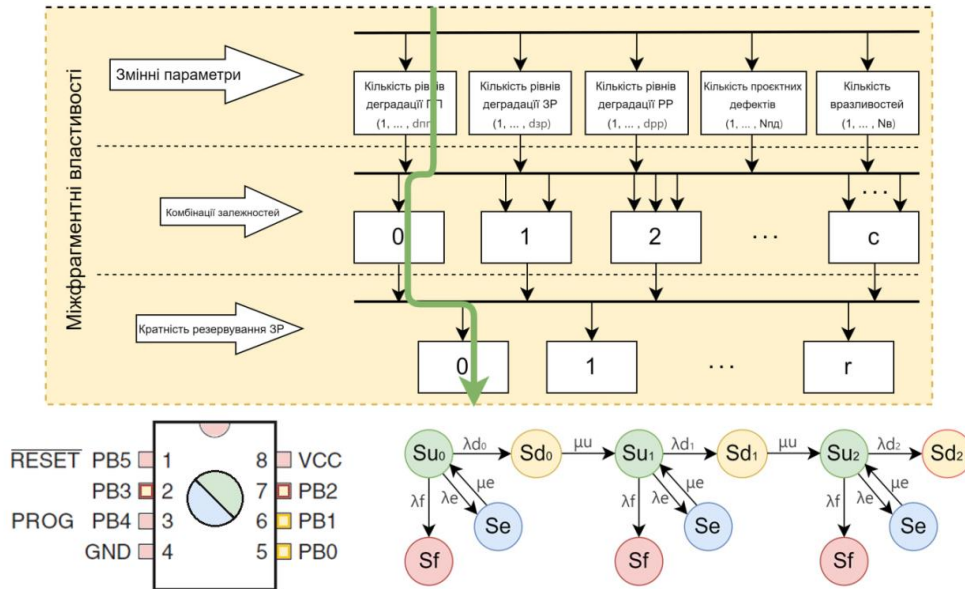 Міжфрагментні властивості
Змінні параметри
Кількість рівнів
деградації ПП
(1, ... , dпп)
Кількість рівнів
деградації ЗР
(1, ... , dзр)
Кількість рівнів
деградації РР
(1, ... , dрр)
Кількість проєктних
дефектів
(1, ... , Nпд)
Кількість
вразливостей
(1, ... , Nв)
Комбінації залежностей
0
1
2
...
c
...
Кратність резервування ЗР
0
1
...
r
RESET PB5 1
PB3 2
PROG PB4 3
GND 4
8 VCC
7 PB2
6 PB1
5 PB0
Su₀ λd₀ Sd₀ μu Su₁ λd₁ Sd₁ μu Su₂ λd₂ Sd₂
λf λe μe λf λe μe λf λe μe
Se Se Se
Sf Sf Sf